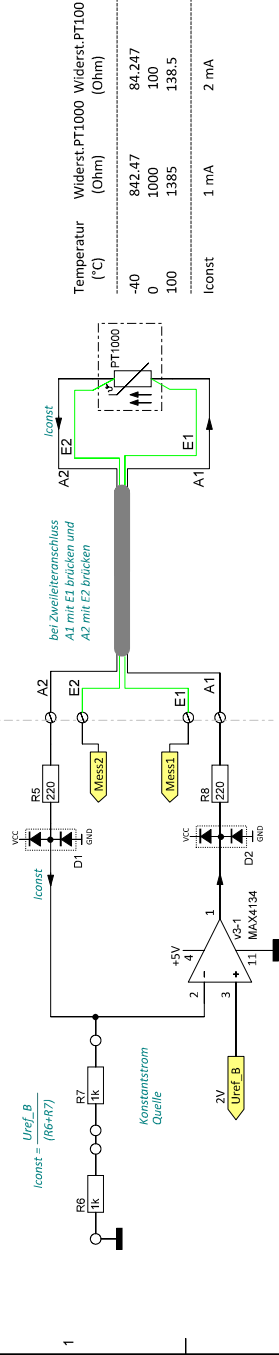 1
Iconst =
Uref_B
(R6+R7)
R6
1k
R7
1k
Konstantstrom
Quelle
2V
Uref_B
Iconst
2
3
+5V
4
11
1
v3-1
MAX4134
VCC
GND
D1
VCC
GND
D2
R5
220
R8
220
Mess2
Mess1
A2
E2
E1
A1
bei Zweileiteranschluss
A1 mit E1 brücken und
A2 mit E2 brücken
A2
E2
Iconst
E1
A1
PT1000
Temperatur Widerst.PT1000 Widerst.PT100
(°C) (Ohm) (Ohm)
-40 842.47 84.247
0 1000 100
100 1385 138.5
Iconst 1 mA 2 mA